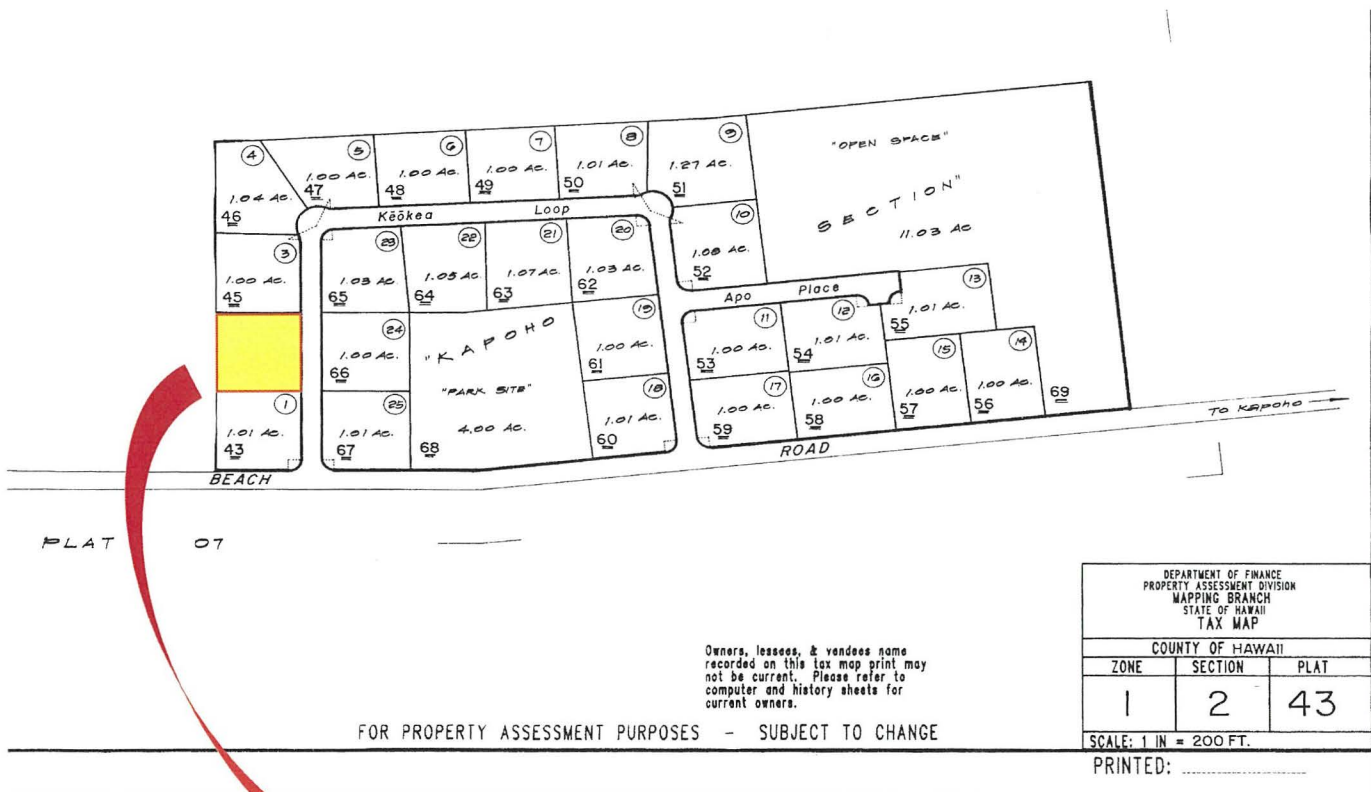 4
5
6
7
8
9
1.04 Ac.
1.00 Ac.
1.00 Ac.
1.00 Ac.
1.01 Ac.
1.27 Ac.
46
47
48
49
50
51
Kēōkea Loop
"OPEN SPACE"
SECTION"
11.03 Ac
3
1.00 Ac.
45
23
1.03 Ac.
65
22
1.05 Ac.
64
21
1.07 Ac.
63
20
1.03 Ac.
62
10
1.08 Ac.
52
Apo Place
24
1.00 Ac.
66
"KAPOHO
"PARK SITE"
4.00 Ac.
68
19
1.00 Ac.
61
11
1.00 Ac.
53
12
1.01 Ac.
54
13
1.01 Ac.
55
1
1.01 Ac.
43
25
1.01 Ac.
67
18
1.01 Ac.
60
17
1.00 Ac.
59
16
1.00 Ac.
58
15
1.00 Ac.
57
14
1.00 Ac.
56
69
BEACH ROAD
TO KAPOHO
PLAT 07
DEPARTMENT OF FINANCE
PROPERTY ASSESSMENT DIVISION
MAPPING BRANCH
STATE OF HAWAII
TAX MAP
COUNTY OF HAWAII
ZONE SECTION PLAT
1 2 43
SCALE: 1 IN = 200 FT.
PRINTED:
Owners, lessees, & vendees name
recorded on this tax map print may
not be current. Please refer to
computer and history sheets for
current owners.
FOR PROPERTY ASSESSMENT PURPOSES - SUBJECT TO CHANGE